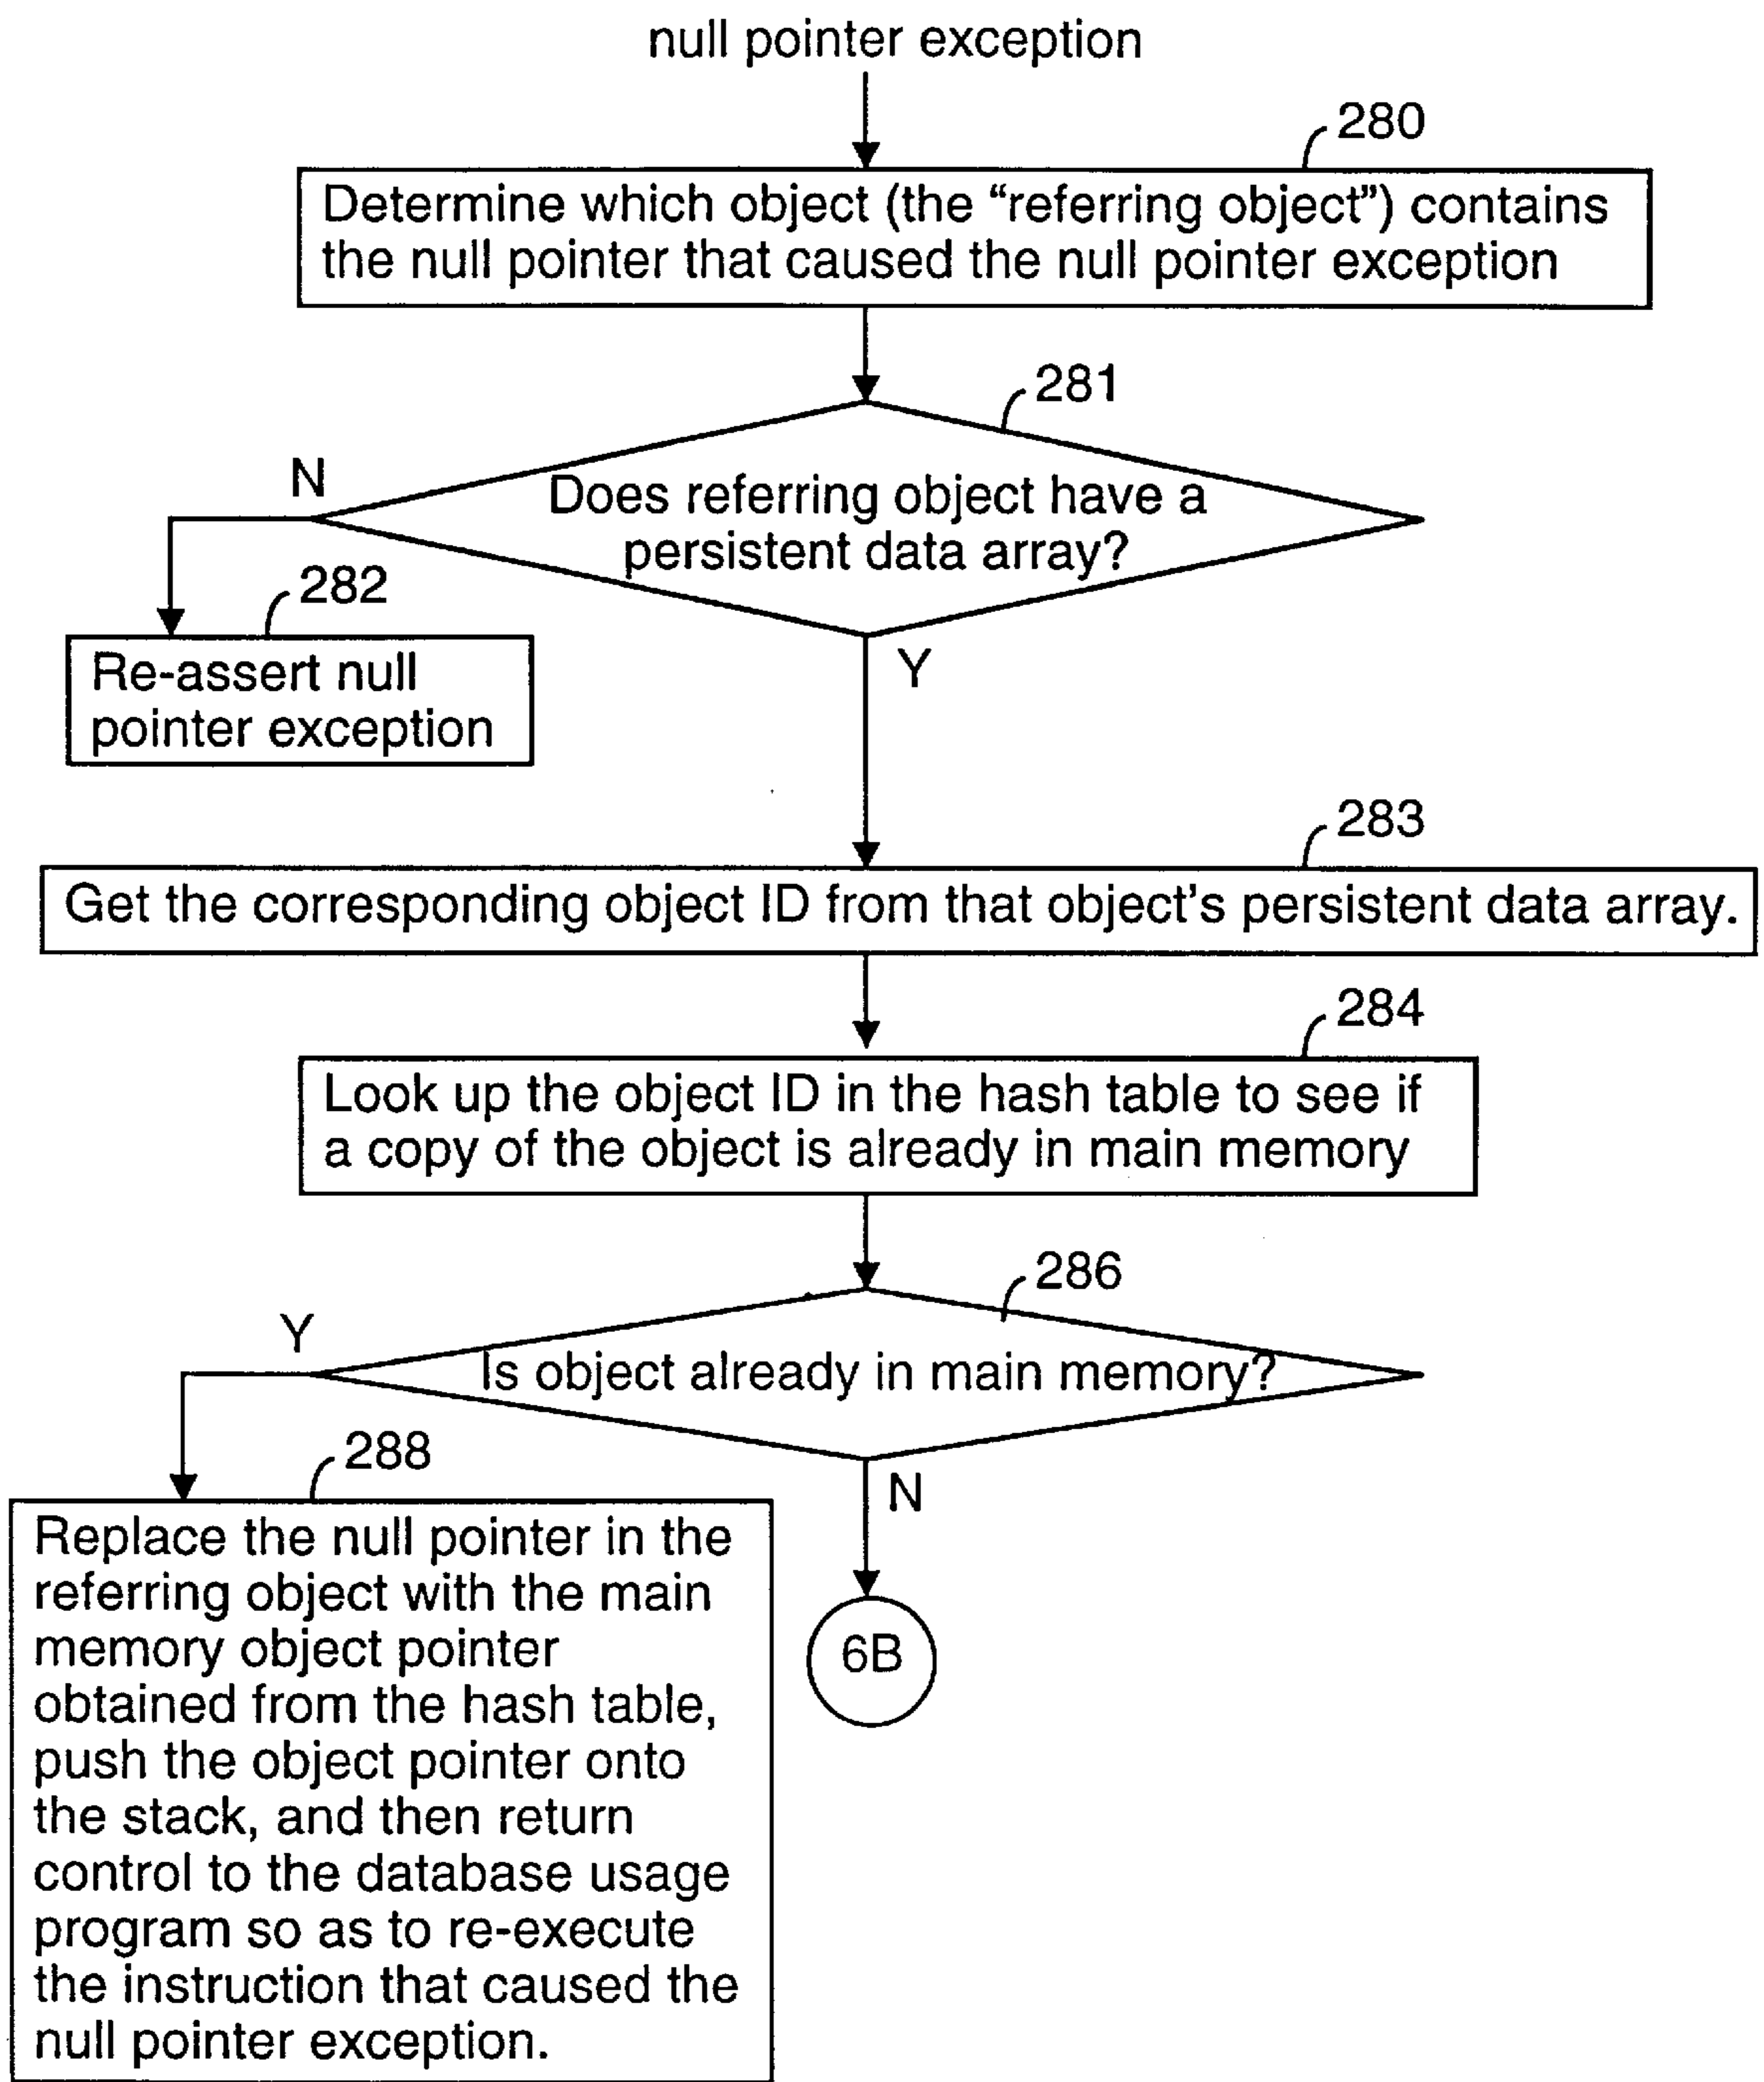 null pointer exception
280
Determine which object (the “referring object”) contains
the null pointer that caused the null pointer exception
281
N
Does referring object have a
persistent data array?
282
Y
Re-assert null
pointer exception
283
Get the corresponding object ID from that object's persistent data array.
284
Look up the object ID in the hash table to see if
a copy of the object is already in main memory
286
Y
Is object already in main memory?
288
N
Replace the null pointer in the
referring object with the main
memory object pointer
obtained from the hash table,
push the object pointer onto
the stack, and then return
control to the database usage
program so as to re-execute
the instruction that caused the
null pointer exception.
6B